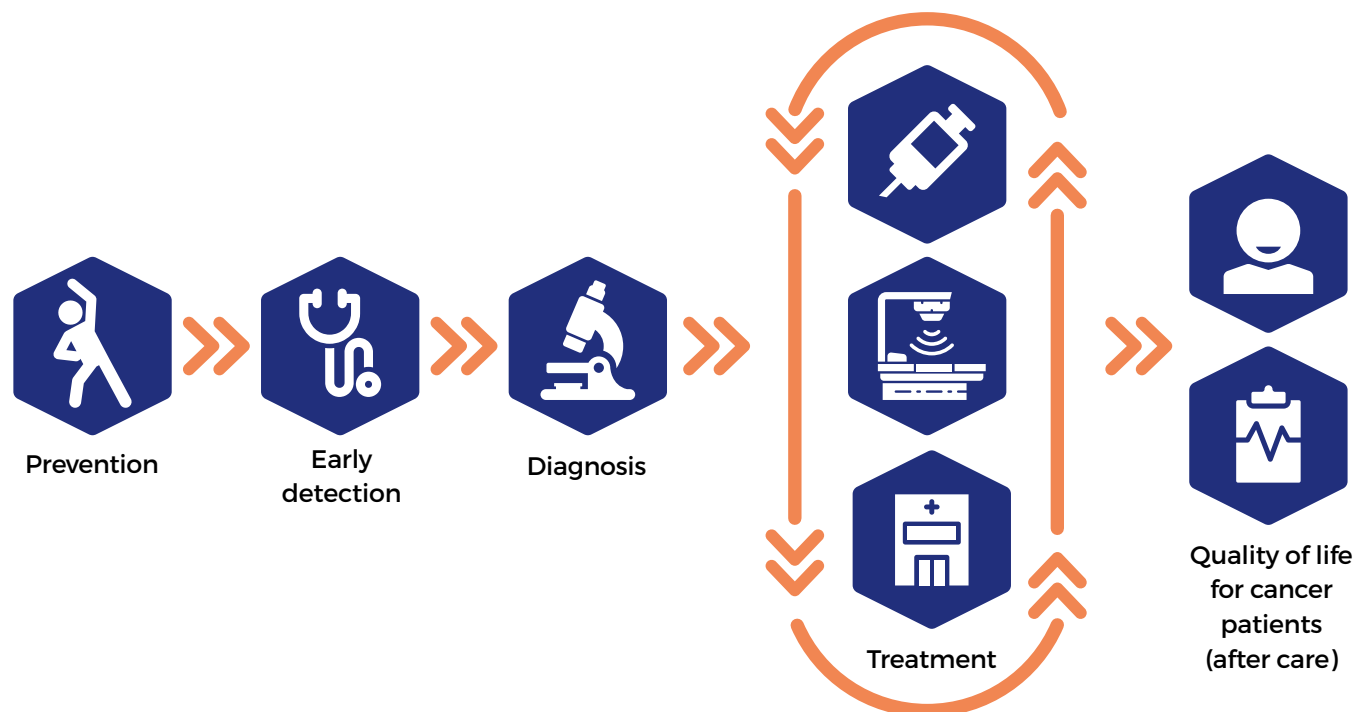 Prevention
Early
detection
Diagnosis
Treatment
Quality of life
for cancer
patients
(after care)